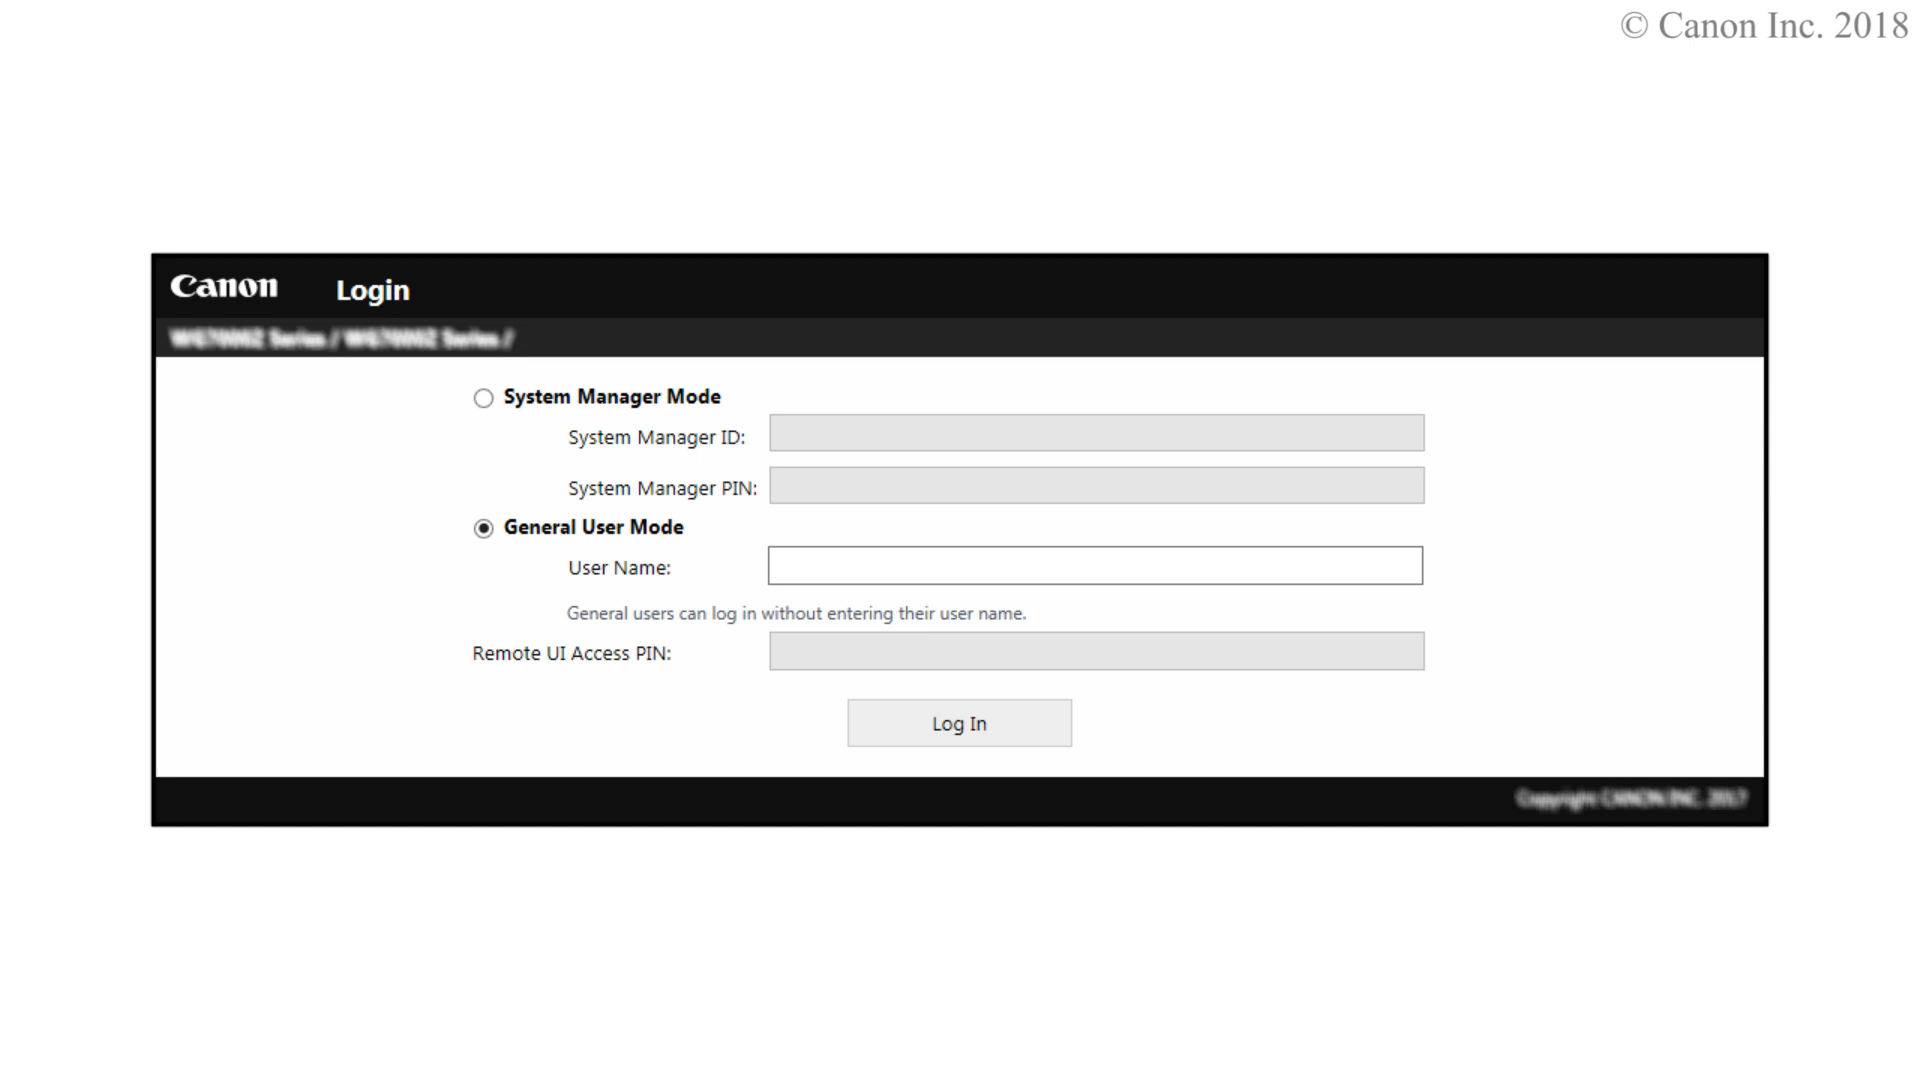 © Canon Inc. 2018
Canon Login
System Manager Mode
System Manager ID:
System Manager PIN:
General User Mode
User Name:
General users can log in without entering their user name.
Remote UI Access PIN:
Log In